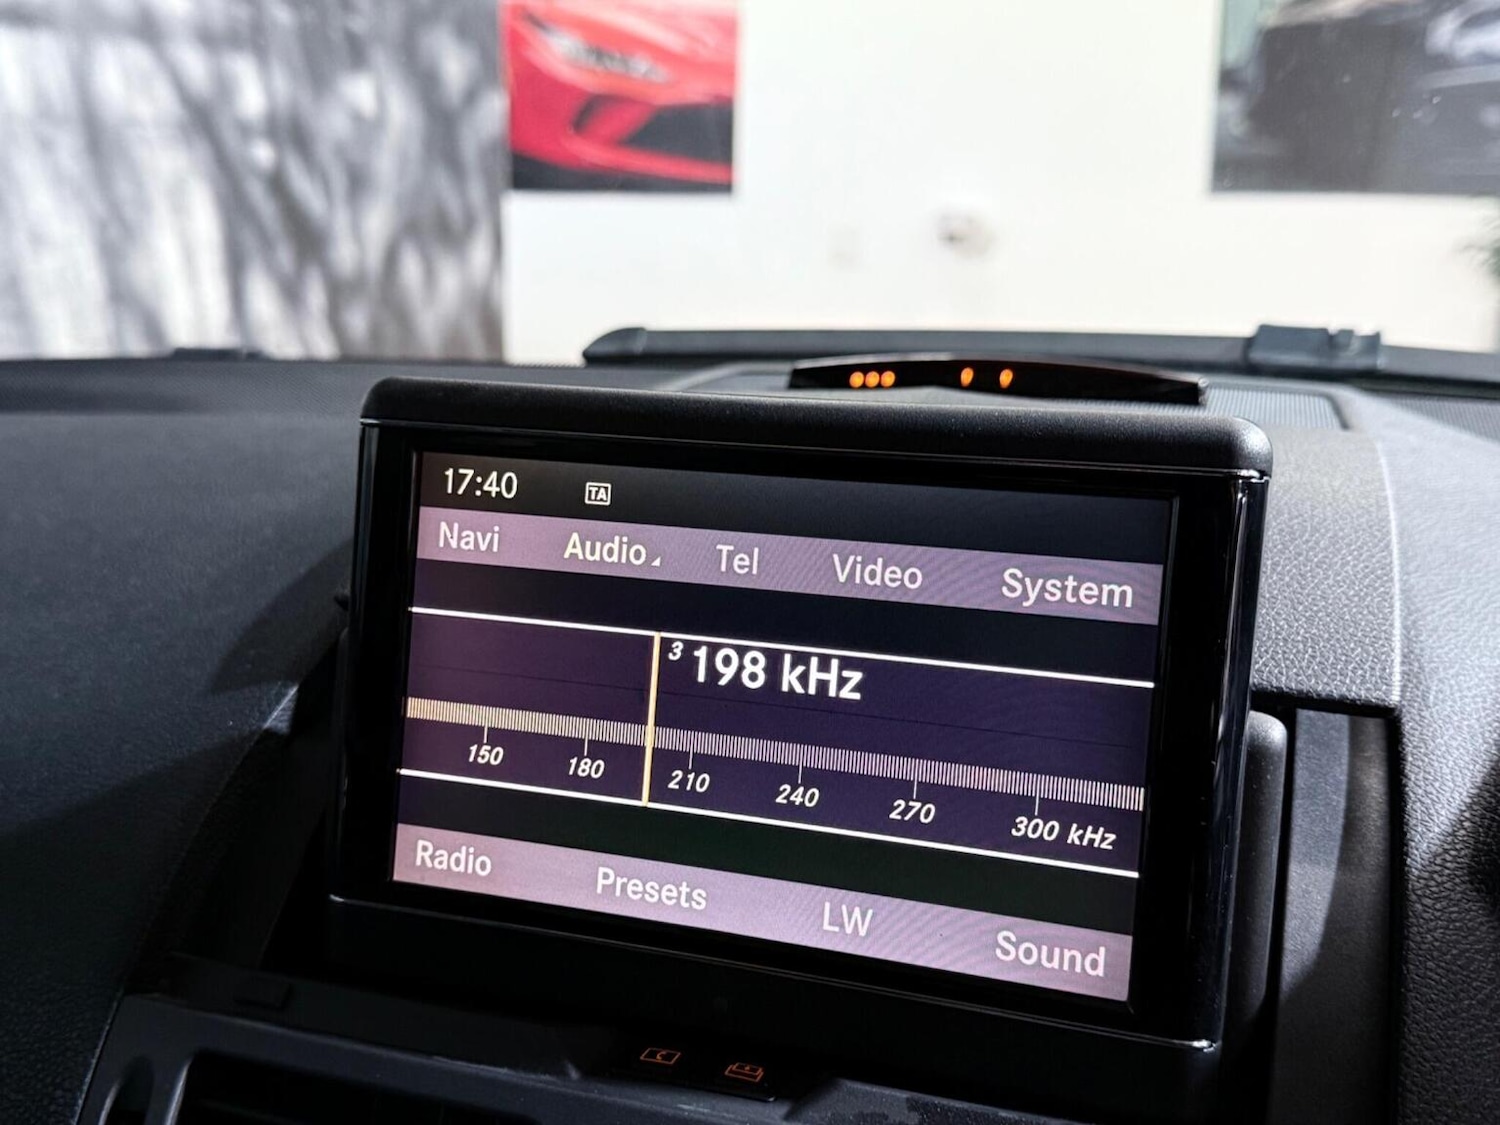 17:40 TA
Navi Audio Tel Video System
3 198 kHz
150 180 210 240 270 300 kHz
Radio Presets LW Sound